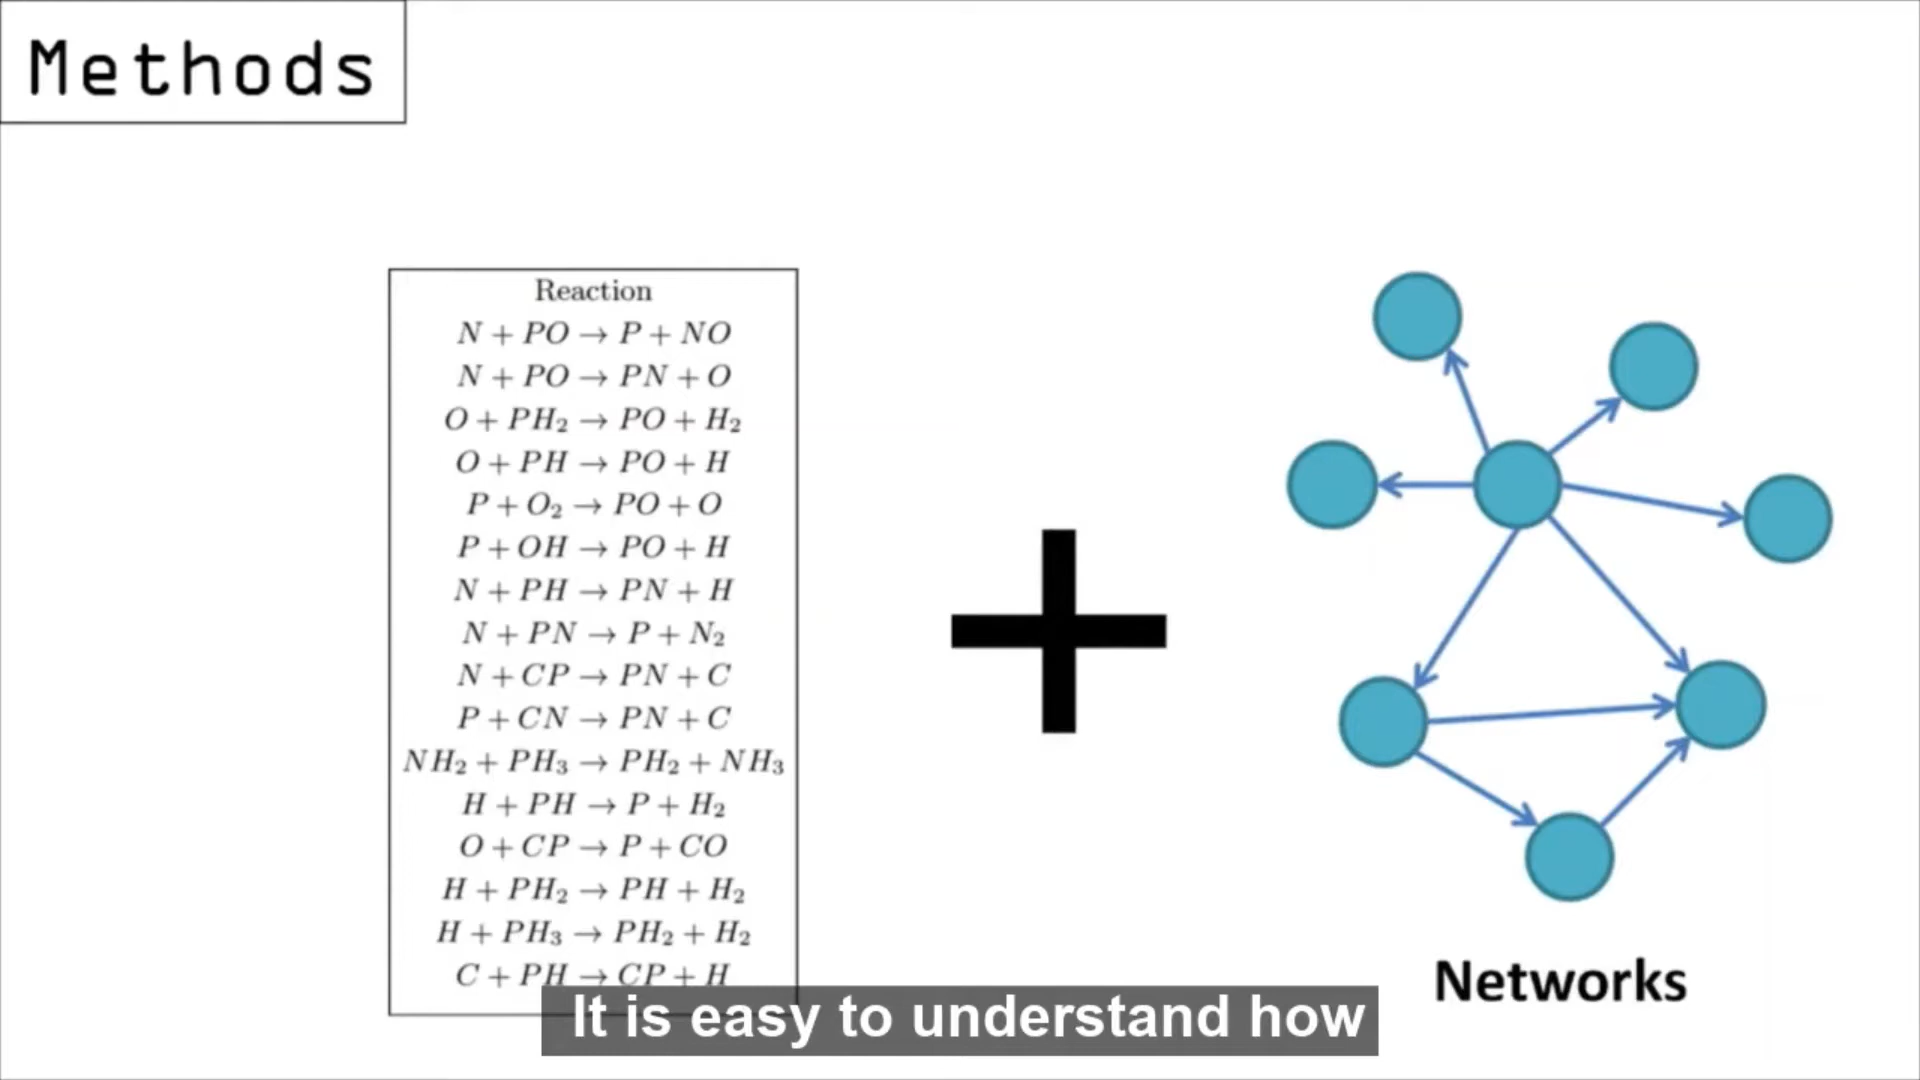 Methods
Reaction
N + PO → P + NO
N + PO → PN + O
O + PH₂ → PO + H₂
O + PH → PO + H
P + O₂ → PO + O
P + OH → PO + H
N + PH → PN + H
N + PN → P + N₂
N + CP → PN + C
P + CN → PN + C
NH₂ + PH₃ → PH₂ + NH₃
H + PH → P + H₂
O + CP → P + CO
H + PH₂ → PH + H₂
H + PH₃ → PH₂ + H₂
C + PH → CP + H
Networks
It is easy to understand how